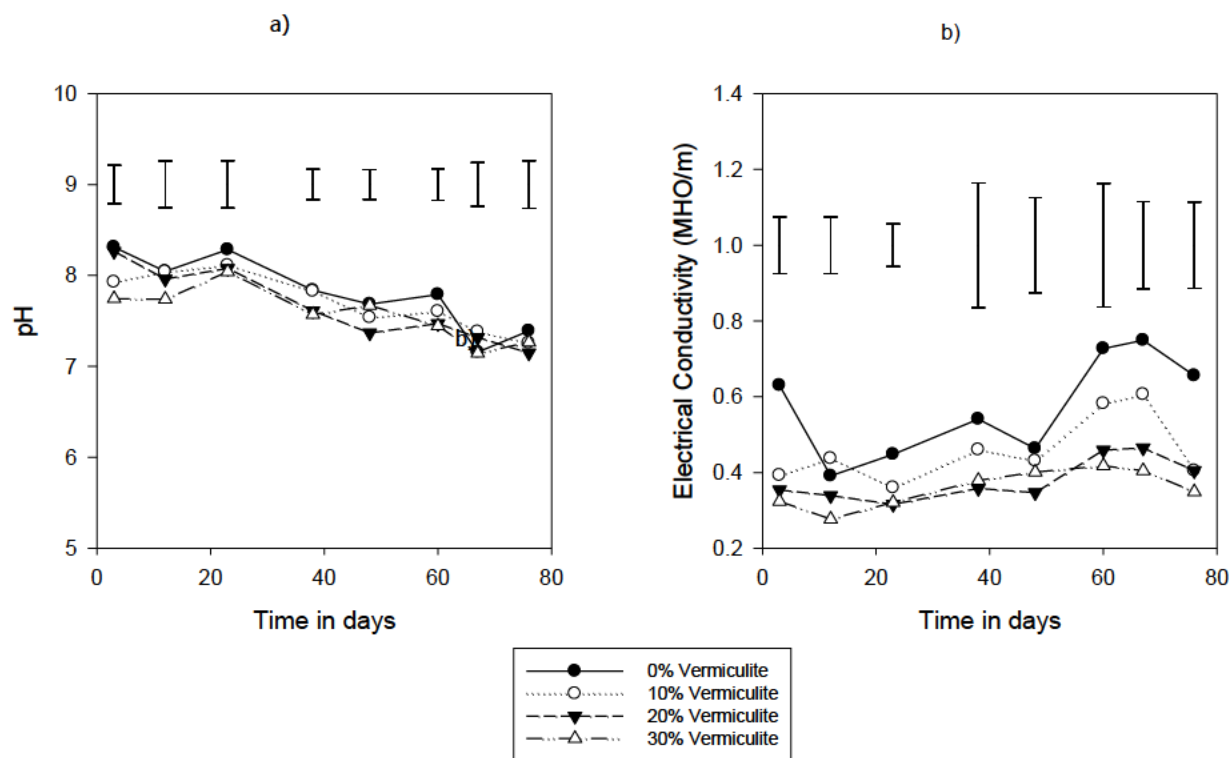 a)
b)
10
9
8
7
6
5
pH
b
0 20 40 60 80
Time in days
1.4
1.2
1.0
0.8
0.6
0.4
0.2
Electrical Conductivity (MHO/m)
0 20 40 60 80
Time in days
0% Vermiculite
10% Vermiculite
20% Vermiculite
30% Vermiculite